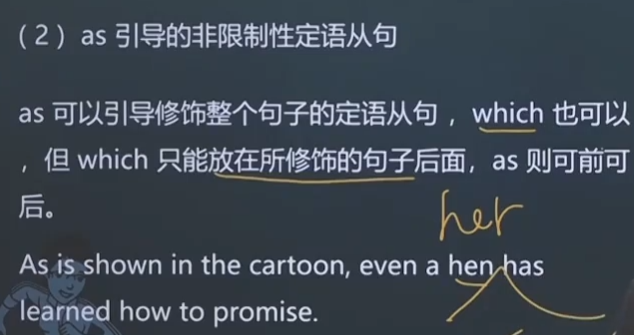 （2）as 引导的非限制性定语从句
as 可以引导修饰整个句子的定语从句，which 也可以
，但 which 只能放在所修饰的句子后面，as 则可前可
后。
her
As is shown in the cartoon, even a hen has
learned how to promise.